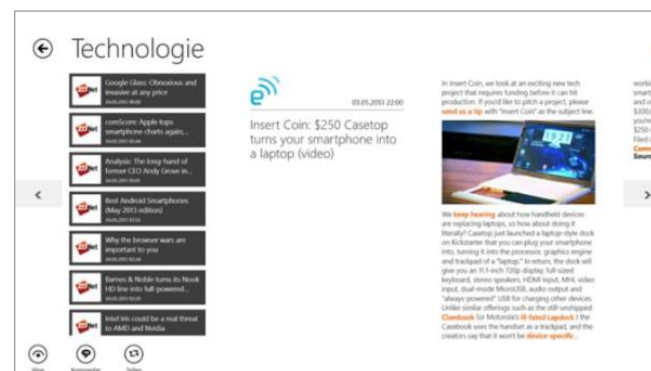 Technologie
Google Glass: Obnoxious and
invasive at any price
comScore: Apple tops
smartphone charts again,...
Analysis: The long-hand of
former CEO Andy Grove in...
Best Android Smartphones
(May 2013 edition)
Why the browser wars are
important to you
Barnes & Noble turns its Nook
HD line into full-powered...
Intel Iris could be a real threat
to AMD and Nvidia
View
Kommentar
Teilen
03.05.2013 22:00
Insert Coin: $250 Casetop
turns your smartphone into
a laptop (video)
In Insert Coin, we look at an exciting new tech
project that requires funding before it can hit
production. If you'd like to pitch a project, please
send us a tip with "Insert Coin" as the subject line.
We keep hearing about how handheld devices
are replacing laptops, so how about doing it
literally? Casetop just launched a laptop-style dock
on Kickstarter that you can plug your smartphone
into, turning it into the processor, graphics engine
and trackpad of a "laptop." In return, the dock will
give you an 11.1-inch 720p display, full-sized
keyboard, stereo speakers, HDMI input, MHL video
input, dual-mode MicroUSB, audio output and
"always powered" USB for charging other devices.
Unlike similar offerings such as the still-unshipped
Clambook (or Motorola's ill-fated Lapdock) the
Casebook uses the handset as a trackpad, and the
creators say that it won't be device-specific...